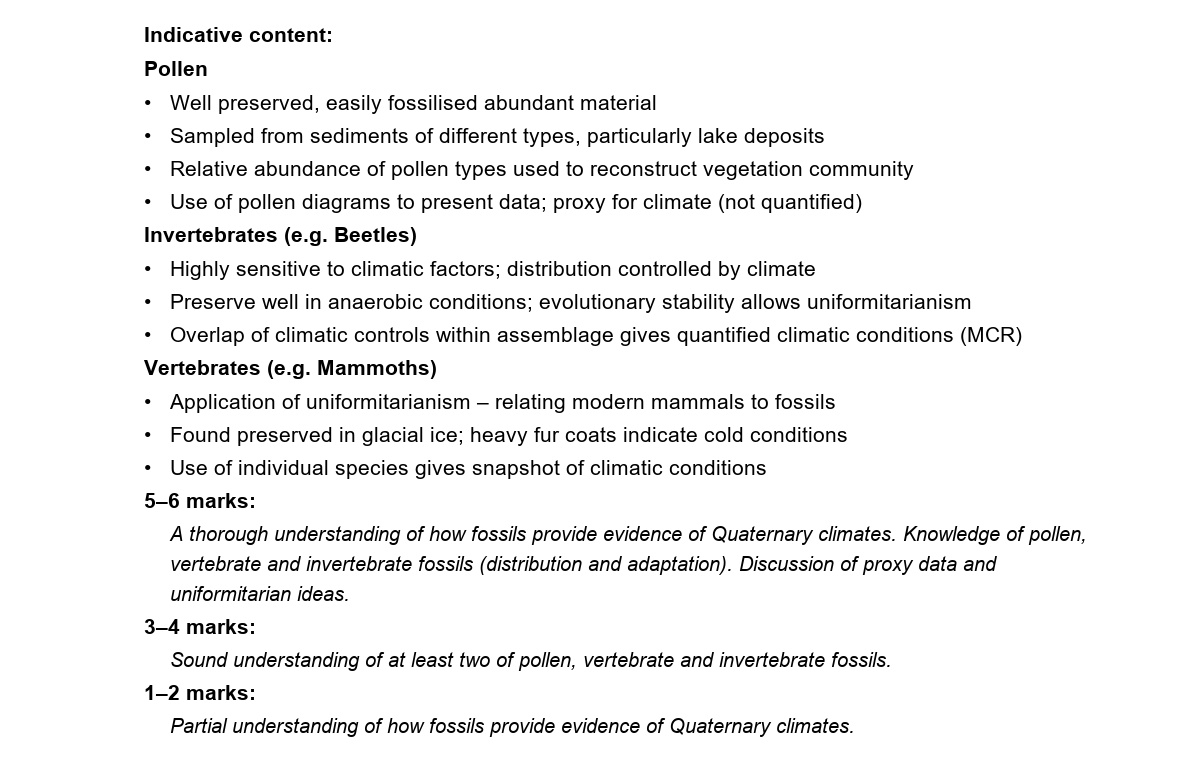 Indicative content:
Pollen
• Well preserved, easily fossilised abundant material
• Sampled from sediments of different types, particularly lake deposits
• Relative abundance of pollen types used to reconstruct vegetation community
• Use of pollen diagrams to present data; proxy for climate (not quantified)
Invertebrates (e.g. Beetles)
• Highly sensitive to climatic factors; distribution controlled by climate
• Preserve well in anaerobic conditions; evolutionary stability allows uniformitarianism
• Overlap of climatic controls within assemblage gives quantified climatic conditions (MCR)
Vertebrates (e.g. Mammoths)
• Application of uniformitarianism – relating modern mammals to fossils
• Found preserved in glacial ice; heavy fur coats indicate cold conditions
• Use of individual species gives snapshot of climatic conditions
5–6 marks:
A thorough understanding of how fossils provide evidence of Quaternary climates. Knowledge of pollen,
vertebrate and invertebrate fossils (distribution and adaptation). Discussion of proxy data and
uniformitarian ideas.
3–4 marks:
Sound understanding of at least two of pollen, vertebrate and invertebrate fossils.
1–2 marks:
Partial understanding of how fossils provide evidence of Quaternary climates.